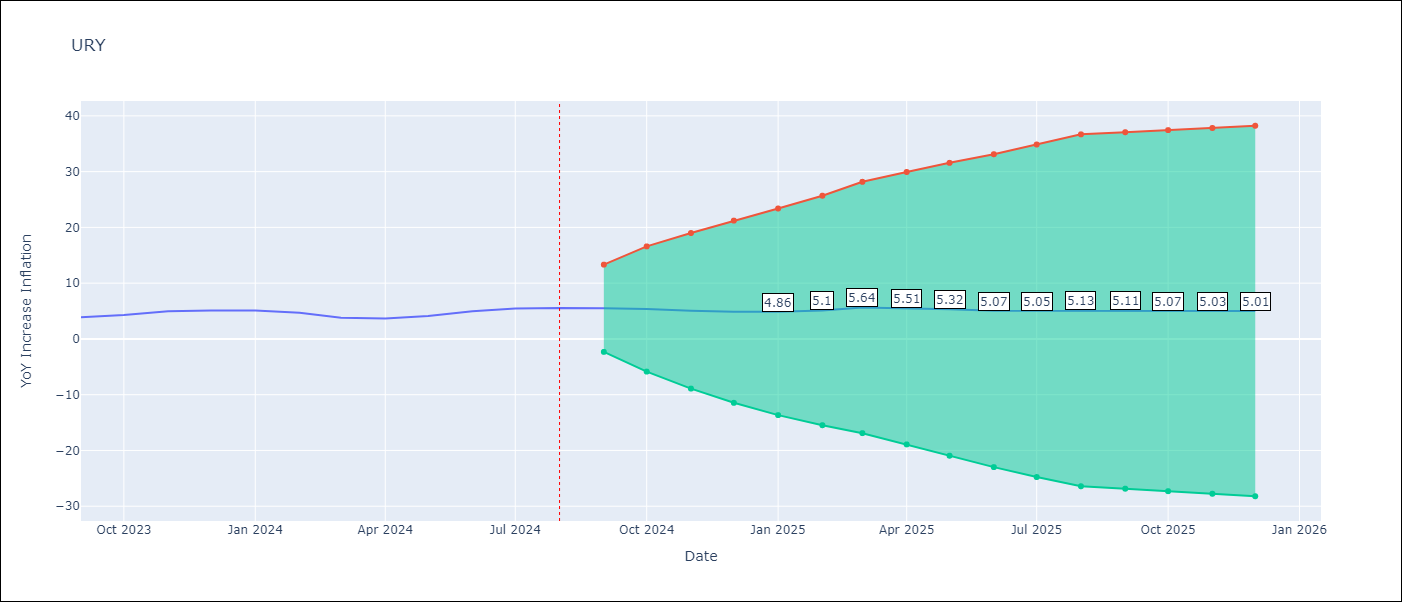 URY
YoY Increase Inflation
40
30
20
10
0
−10
−20
−30
4.86
5.1
5.64
5.51
5.32
5.07
5.05
5.13
5.11
5.07
5.03
5.01
Oct 2023
Jan 2024
Apr 2024
Jul 2024
Oct 2024
Jan 2025
Apr 2025
Jul 2025
Oct 2025
Jan 2026
Date